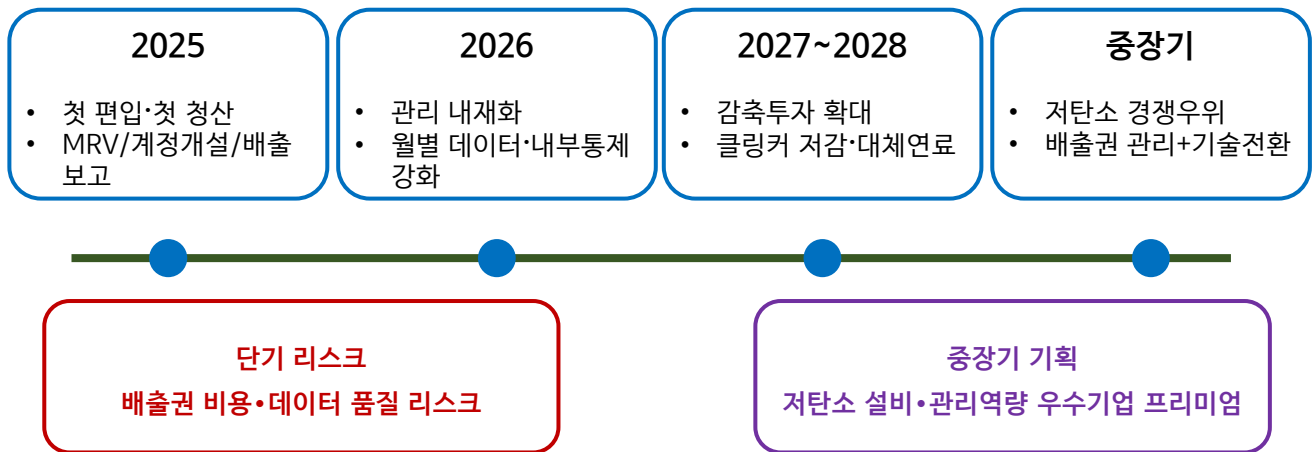 2025
• 첫 편입·첫 청산
• MRV/계정개설/배출
보고
2026
• 관리 내재화
• 월별 데이터·내부통제
강화
2027~2028
• 감축투자 확대
• 클링커 저감·대체연료
중장기
• 저탄소 경쟁우위
• 배출권 관리+기술전환
단기 리스크
배출권 비용•데이터 품질 리스크
중장기 기획
저탄소 설비•관리역량 우수기업 프리미엄